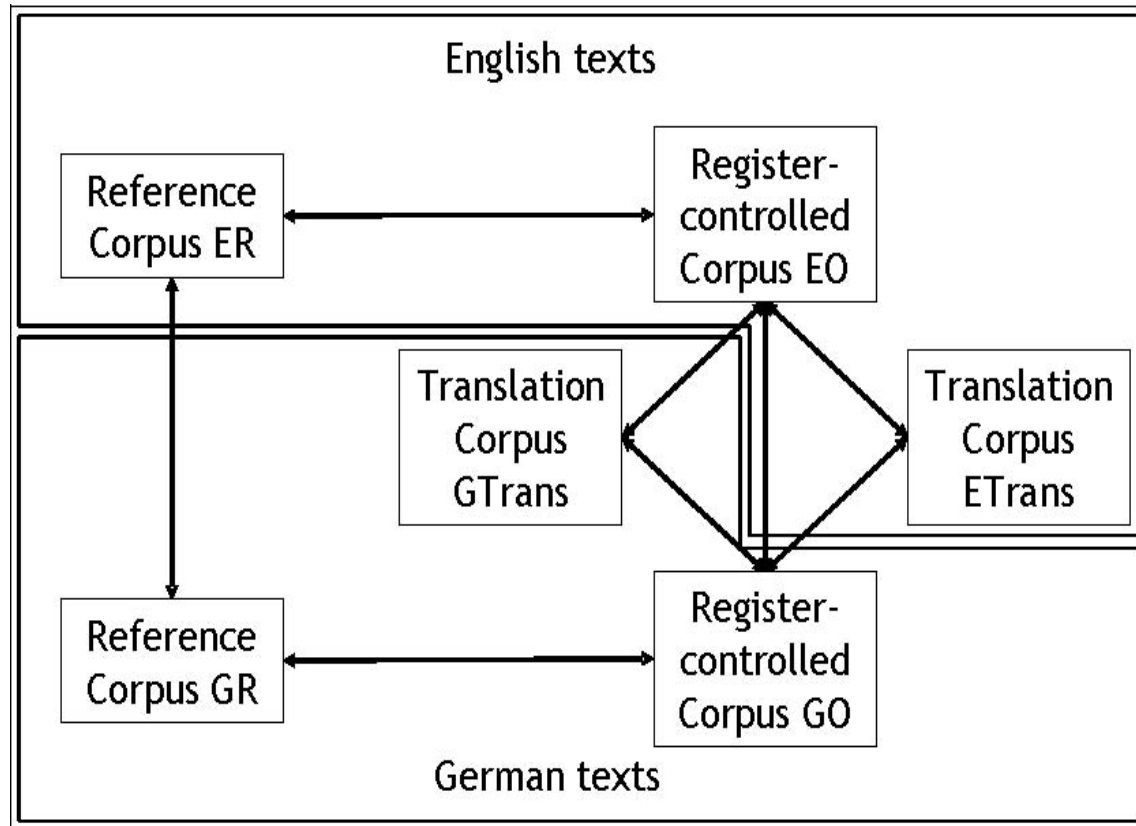 English texts
Reference
Corpus ER
Register-
controlled
Corpus EO
Translation
Corpus
GTrans
Translation
Corpus
ETrans
Reference
Corpus GR
Register-
controlled
Corpus GO
German texts